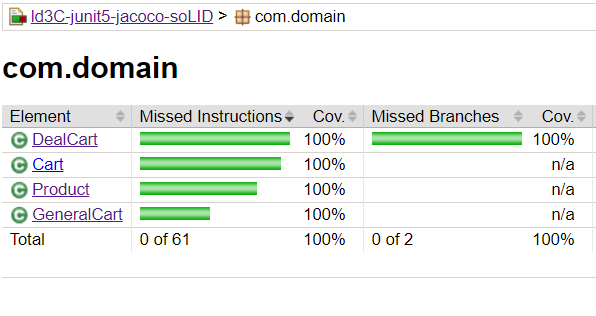 ld3C-junit5-jacoco-soLID > com.domain
com.domain
Element Missed Instructions Cov. Missed Branches Cov.
C DealCart 100% 100%
C Cart 100% n/a
C Product 100% n/a
C GeneralCart 100% n/a
Total 0 of 61 100% 0 of 2 100%